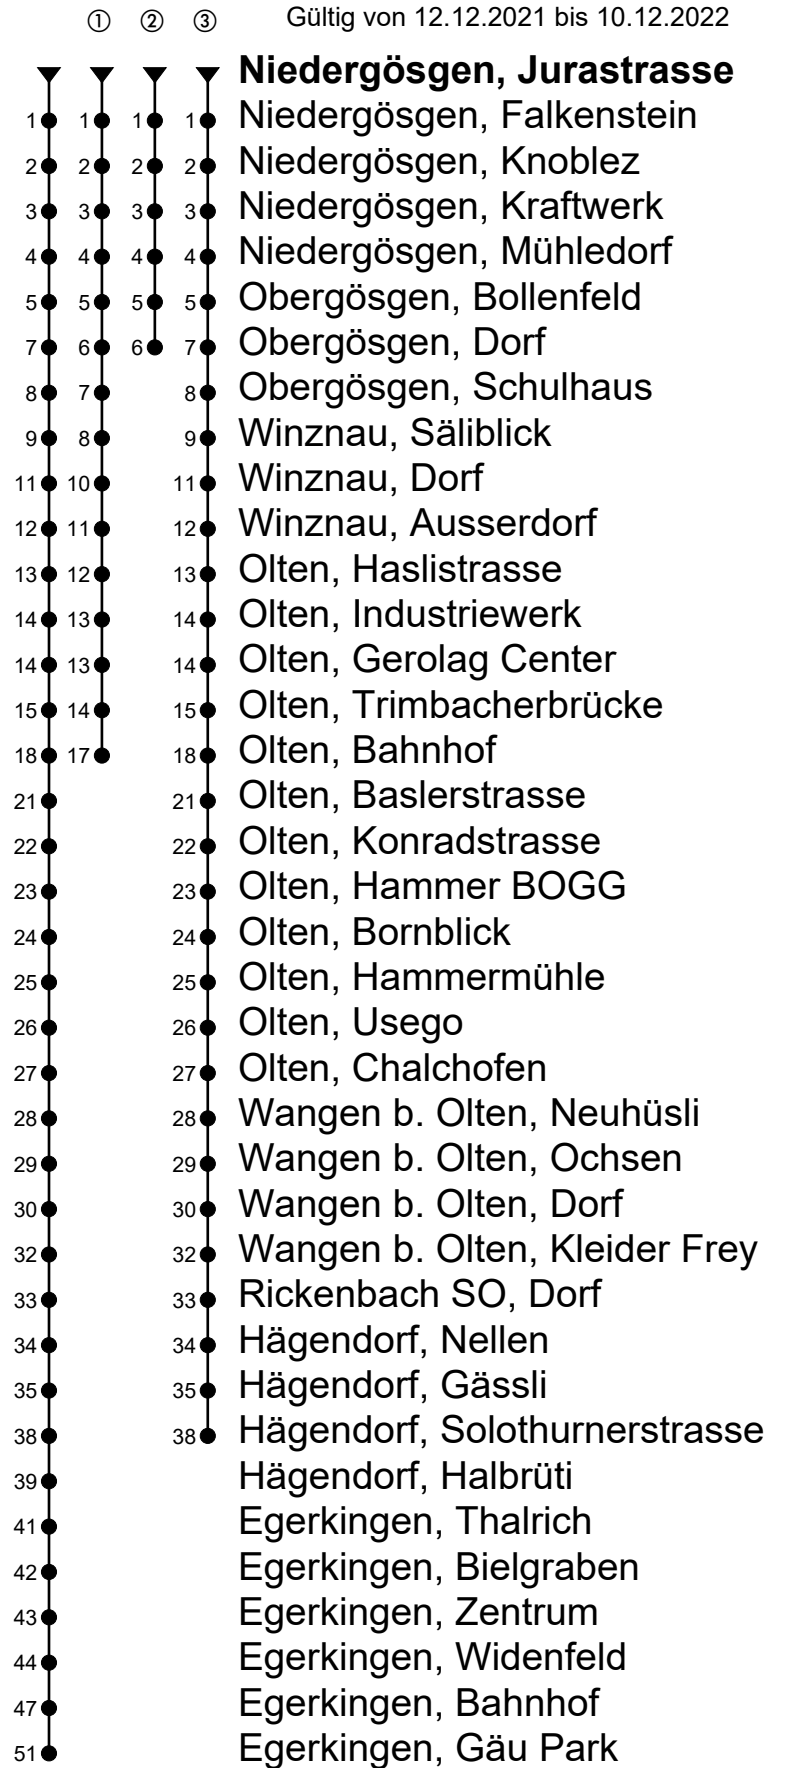 ① ② ③ Gültig von 12.12.2021 bis 10.12.2022
Niedergösgen, Jurastrasse
1 1 1 1 Niedergösgen, Falkenstein
2 2 2 2 Niedergösgen, Knoblez
3 3 3 3 Niedergösgen, Kraftwerk
4 4 4 4 Niedergösgen, Mühledorf
5 5 5 5 Obergösgen, Bollenfeld
7 6 6 7 Obergösgen, Dorf
8 7 8 Obergösgen, Schulhaus
9 8 9 Winznau, Säliblick
11 10 11 Winznau, Dorf
12 11 12 Winznau, Ausserdorf
13 12 13 Olten, Haslistrasse
14 13 14 Olten, Industriewerk
14 13 14 Olten, Gerolag Center
15 14 15 Olten, Trimbacherbrücke
18 17 18 Olten, Bahnhof
21 21 Olten, Baslerstrasse
22 22 Olten, Konradstrasse
23 23 Olten, Hammer BOGG
24 24 Olten, Bornblick
25 25 Olten, Hammermühle
26 26 Olten, Usego
27 27 Olten, Chalchofen
28 28 Wangen b. Olten, Neuhüsli
29 29 Wangen b. Olten, Ochsen
30 30 Wangen b. Olten, Dorf
32 32 Wangen b. Olten, Kleider Frey
33 33 Rickenbach SO, Dorf
34 34 Hägendorf, Nellen
35 35 Hägendorf, Gässli
38 38 Hägendorf, Solothurnerstrasse
39 Hägendorf, Halbrüti
41 Egerkingen, Thalrich
42 Egerkingen, Bielgraben
43 Egerkingen, Zentrum
44 Egerkingen, Widenfeld
47 Egerkingen, Bahnhof
51 Egerkingen, Gäu Park